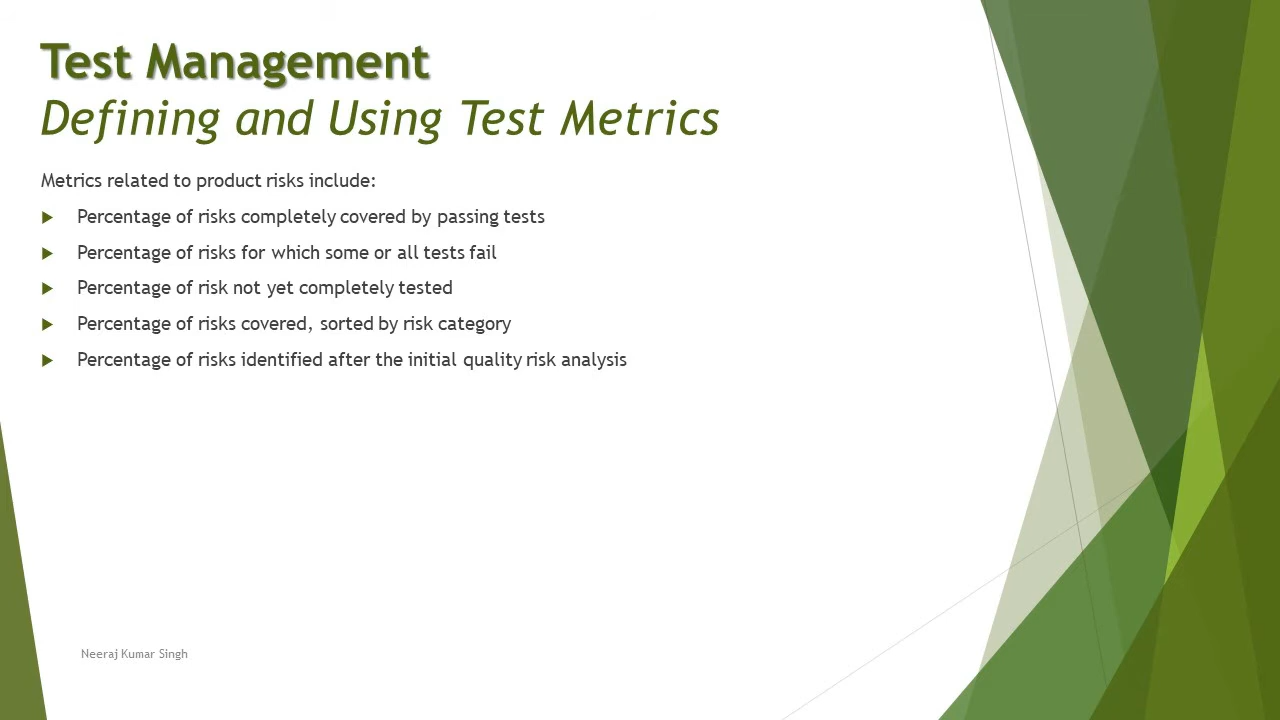 Test Management
Defining and Using Test Metrics
Metrics related to product risks include:
Percentage of risks completely covered by passing tests
Percentage of risks for which some or all tests fail
Percentage of risk not yet completely tested
Percentage of risks covered, sorted by risk category
Percentage of risks identified after the initial quality risk analysis
Neeraj Kumar Singh